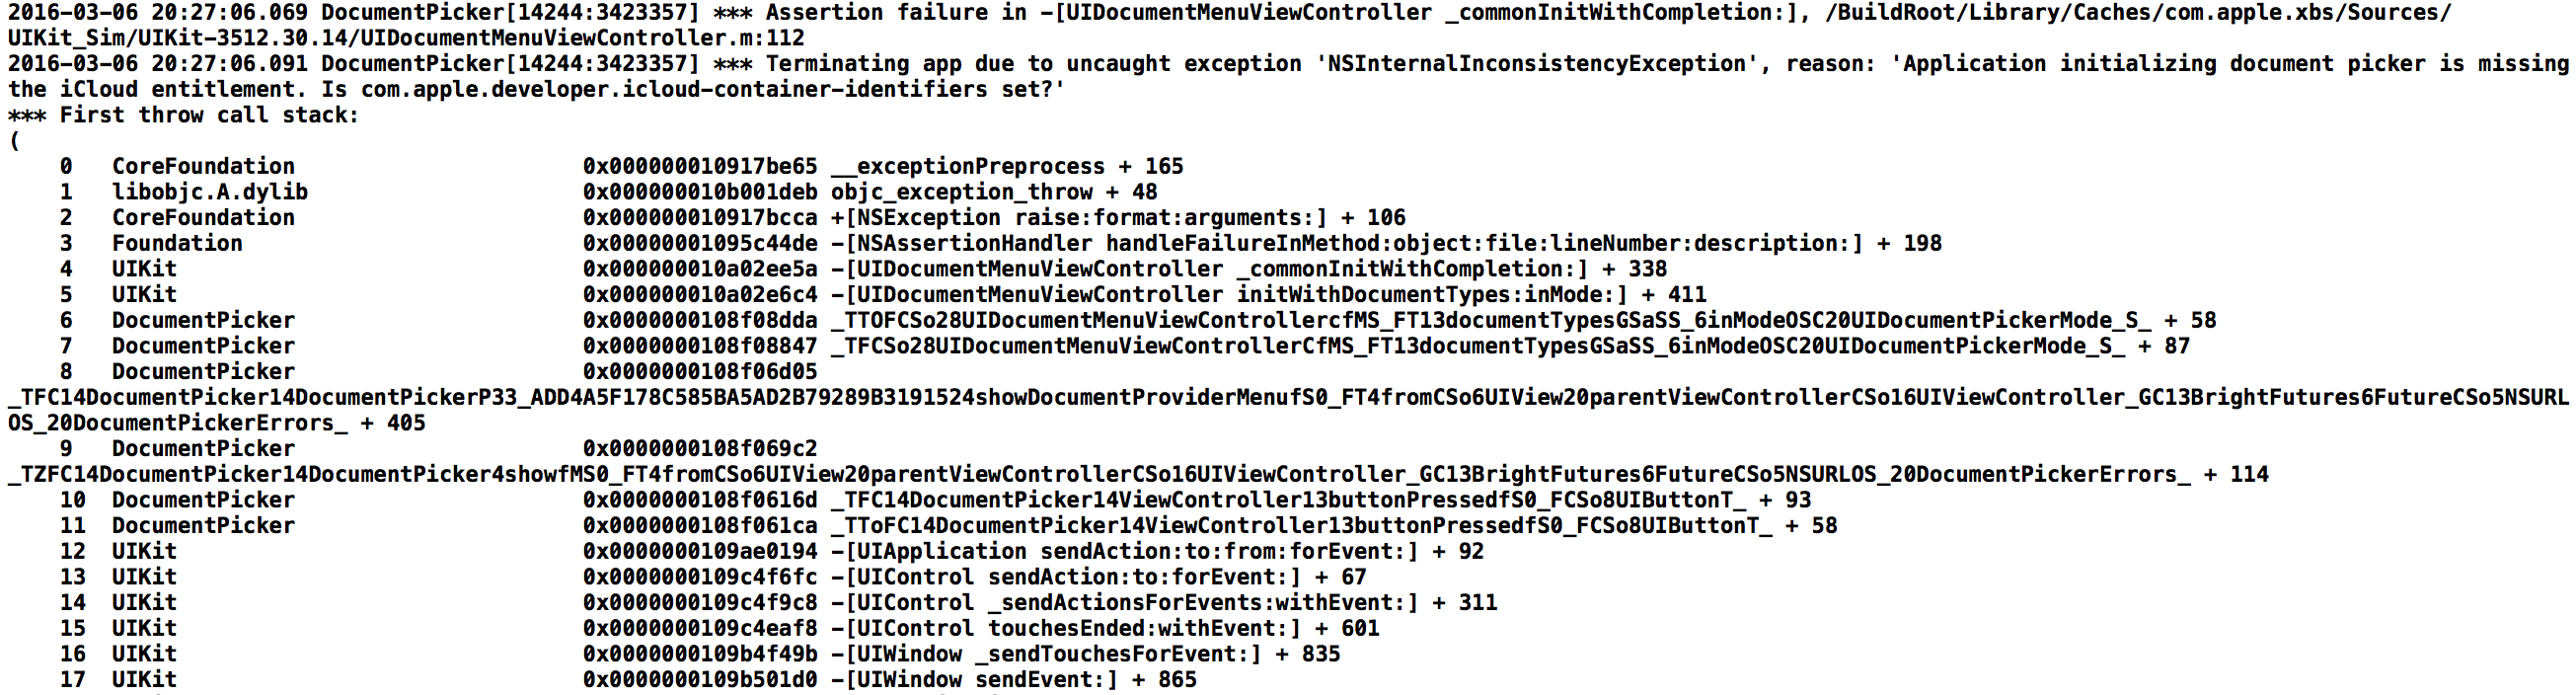 2016-03-06 20:27:06.069 DocumentPicker[14244:3423357] *** Assertion failure in -[UIDocumentMenuViewController _commonInitWithCompletion:], /BuildRoot/Library/Caches/com.apple.xbs/Sources/
UIKit_Sim/UIKit-3512.30.14/UIDocumentMenuViewController.m:112
2016-03-06 20:27:06.091 DocumentPicker[14244:3423357] *** Terminating app due to uncaught exception 'NSInternalInconsistencyException', reason: 'Application initializing document picker is missing
the iCloud entitlement. Is com.apple.developer.icloud-container-identifiers set?'
*** First throw call stack:
(
    0   CoreFoundation                      0x000000010917be65 __exceptionPreprocess + 165
    1   libobjc.A.dylib                     0x000000010b001deb objc_exception_throw + 48
    2   CoreFoundation                      0x000000010917bcca +[NSException raise:format:arguments:] + 106
    3   Foundation                          0x00000001095c44de -[NSAssertionHandler handleFailureInMethod:object:file:lineNumber:description:] + 198
    4   UIKit                               0x000000010a02ee5a -[UIDocumentMenuViewController _commonInitWithCompletion:] + 338
    5   UIKit                               0x000000010a02e6c4 -[UIDocumentMenuViewController initWithDocumentTypes:inMode:] + 411
    6   DocumentPicker                      0x0000000108f08dda _TTOFCSo28UIDocumentMenuViewControllercfMS_FT13documentTypesGSaSS_6inModeOSC20UIDocumentPickerMode_S_ + 58
    7   DocumentPicker                      0x0000000108f08847 _TFCSo28UIDocumentMenuViewControllerCfMS_FT13documentTypesGSaSS_6inModeOSC20UIDocumentPickerMode_S_ + 87
    8   DocumentPicker                      0x0000000108f06d05
_TFC14DocumentPicker14DocumentPickerP33_ADD4A5F178C585BA5AD2B79289B3191524showDocumentProviderMenufS0_FT4fromCSo6UIView20parentViewControllerCSo16UIViewController_GC13BrightFutures6FutureCSo5NSURL
OS_20DocumentPickerErrors_ + 405
    9   DocumentPicker                      0x0000000108f069c2
_TZFC14DocumentPicker14DocumentPicker4showfMS0_FT4fromCSo6UIView20parentViewControllerCSo16UIViewController_GC13BrightFutures6FutureCSo5NSURLOS_20DocumentPickerErrors_ + 114
    10  DocumentPicker                      0x0000000108f0616d _TFC14DocumentPicker14ViewController13buttonPressedfS0_FCSo8UIButtonT_ + 93
    11  DocumentPicker                      0x0000000108f061ca _TToFC14DocumentPicker14ViewController13buttonPressedfS0_FCSo8UIButtonT_ + 58
    12  UIKit                               0x0000000109ae0194 -[UIApplication sendAction:to:from:forEvent:] + 92
    13  UIKit                               0x0000000109c4f6fc -[UIControl sendAction:to:forEvent:] + 67
    14  UIKit                               0x0000000109c4f9c8 -[UIControl _sendActionsForEvents:withEvent:] + 311
    15  UIKit                               0x0000000109c4eaf8 -[UIControl touchesEnded:withEvent:] + 601
    16  UIKit                               0x0000000109b4f49b -[UIWindow _sendTouchesForEvent:] + 835
    17  UIKit                               0x0000000109b501d0 -[UIWindow sendEvent:] + 865